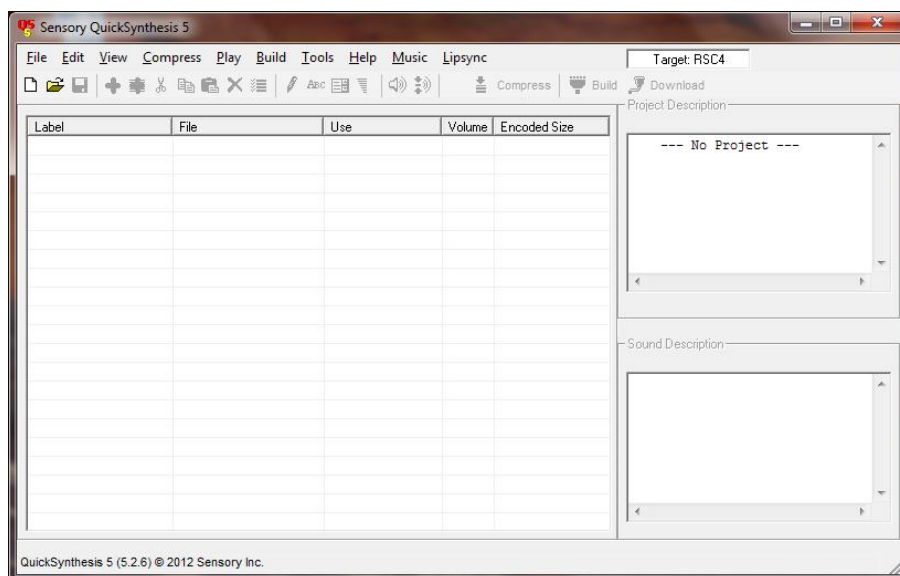 Sensory QuickSynthesis 5
File Edit View Compress Play Build Tools Help Music Lipsync
Target: RSC4
Abc Compress Build Download
Project Description
Label File Use Volume Encoded Size
--- No Project ---
Sound Description
QuickSynthesis 5 (5.2.6) © 2012 Sensory Inc.